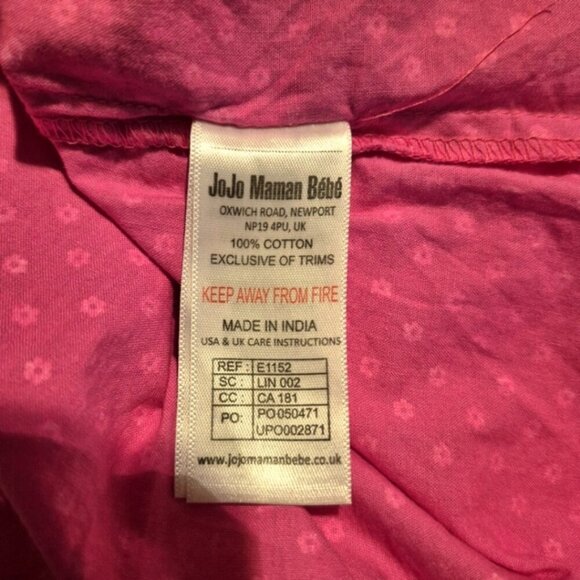 JoJo Maman Bébé
OXWICH ROAD, NEWPORT
NP19 4PU, UK
100% COTTON
EXCLUSIVE OF TRIMS
KEEP AWAY FROM FIRE
MADE IN INDIA
USA & UK CARE INSTRUCTIONS
REF: E1152
SC: LIN 002
CC: CA 181
PO: PO050471
UPO002871
www.jojomamanbebe.co.uk